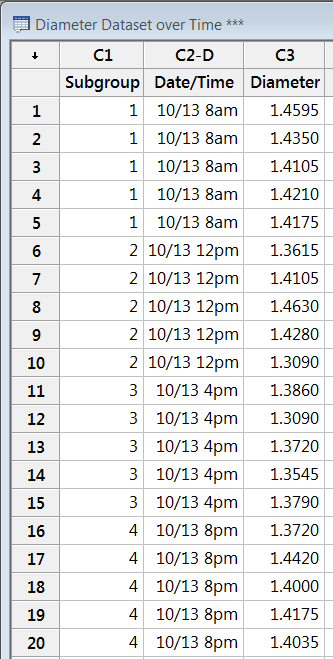 Diameter Dataset over Time ***
↓ C1 C2-D C3
Subgroup Date/Time Diameter
1 1 10/13 8am 1.4595
2 1 10/13 8am 1.4350
3 1 10/13 8am 1.4105
4 1 10/13 8am 1.4210
5 1 10/13 8am 1.4175
6 2 10/13 12pm 1.3615
7 2 10/13 12pm 1.4105
8 2 10/13 12pm 1.4630
9 2 10/13 12pm 1.4280
10 2 10/13 12pm 1.3090
11 3 10/13 4pm 1.3860
12 3 10/13 4pm 1.3090
13 3 10/13 4pm 1.3720
14 3 10/13 4pm 1.3545
15 3 10/13 4pm 1.3790
16 4 10/13 8pm 1.3720
17 4 10/13 8pm 1.4420
18 4 10/13 8pm 1.4000
19 4 10/13 8pm 1.4175
20 4 10/13 8pm 1.4035